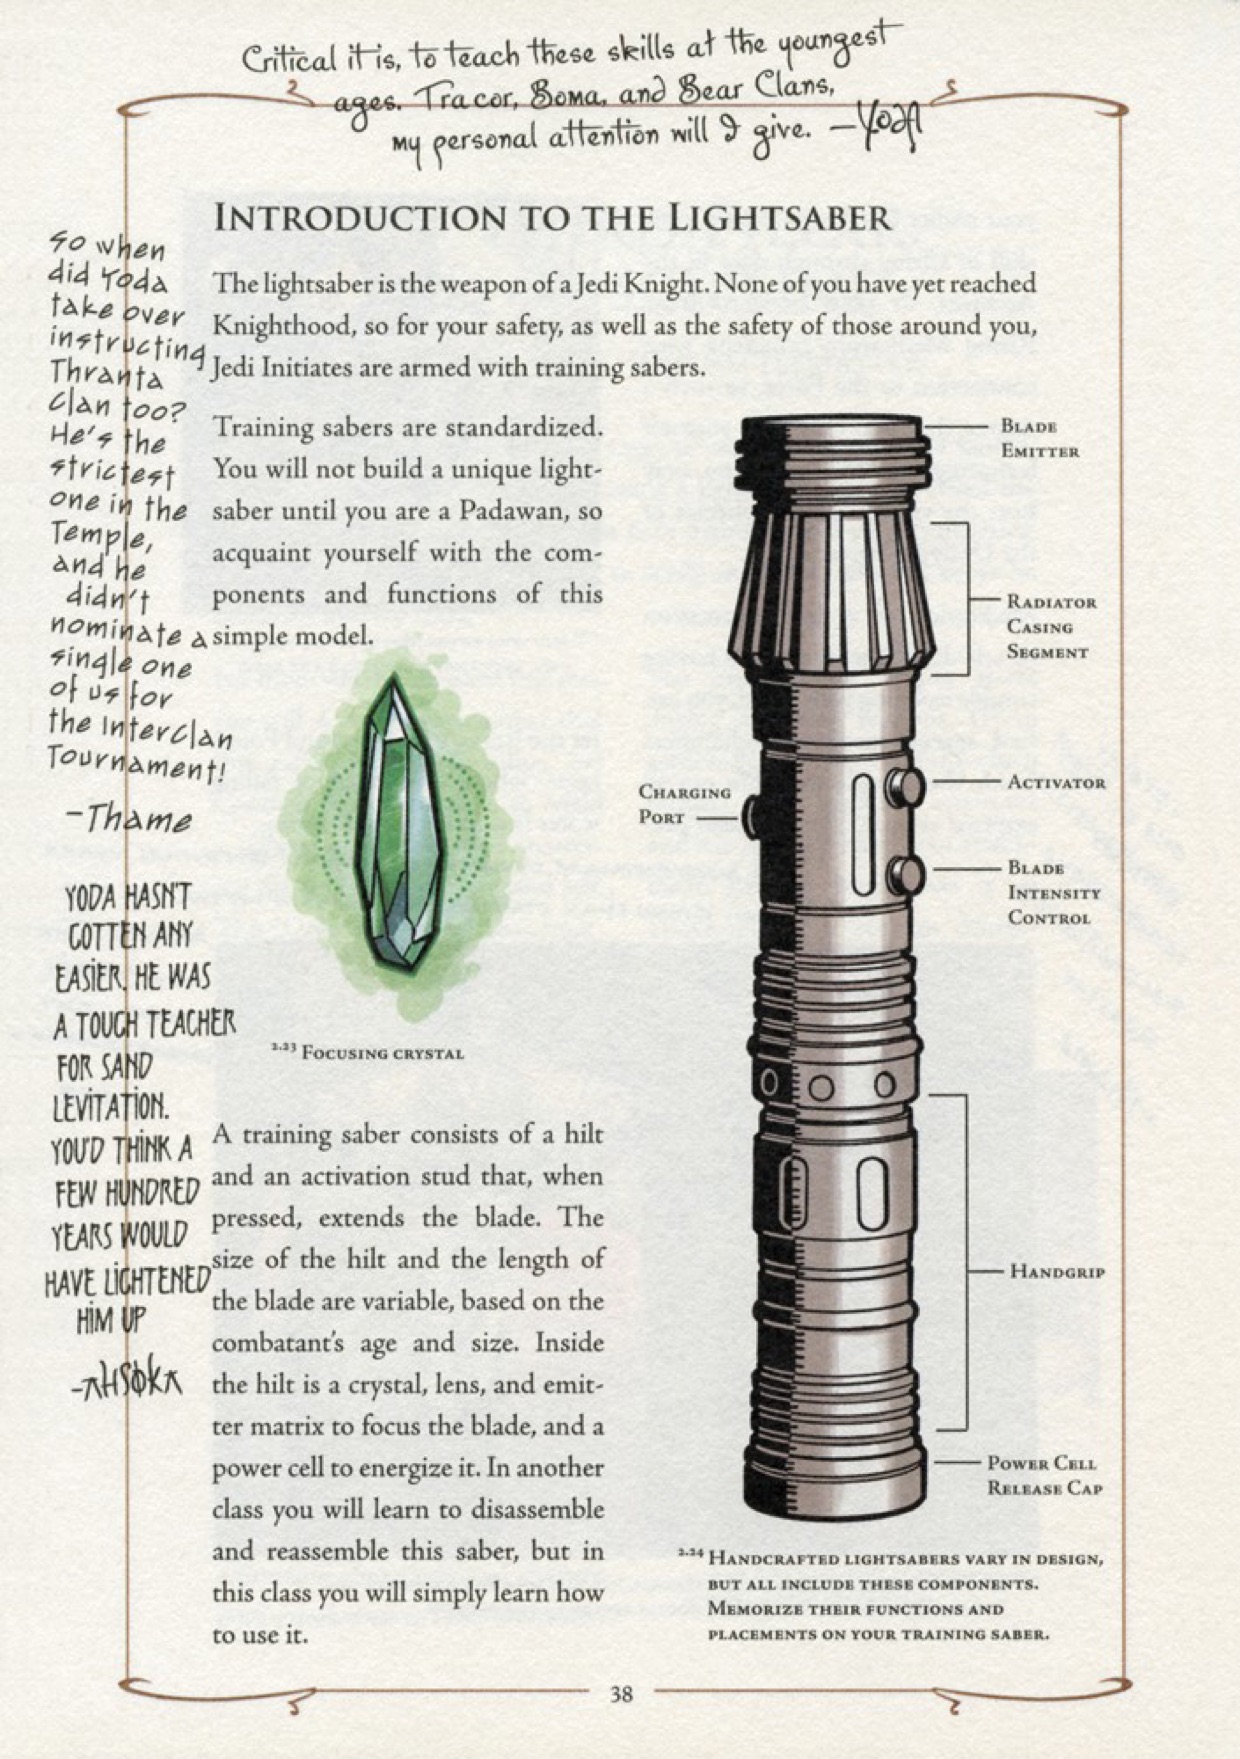 Critical it is, to teach these skills at the youngest
ages. Tracor, Boma, and Bear Clans,
my personal attention will I give. —Yoda
INTRODUCTION TO THE LIGHTSABER
The lightsaber is the weapon of a Jedi Knight. None of you have yet reached
Knighthood, so for your safety, as well as the safety of those around you,
Jedi Initiates are armed with training sabers.
So when
did Yoda
take over
instructing
Thranta
Clan too?
He's the
strictest
one in the
Temple,
and he
didn't
nominate a
single one
of us for
the Interclan
Tournament!
-Thame
YODA HASN'T
GOTTEN ANY
EASIER. HE WAS
A TOUGH TEACHER
FOR SAND
LEVITATION.
YOU'D THINK A
FEW HUNDRED
YEARS WOULD
HAVE LIGHTENED
HIM UP
-AHSOKA
Training sabers are standardized.
You will not build a unique light-
saber until you are a Padawan, so
acquaint yourself with the com-
ponents and functions of this
simple model.
2.23 FOCUSING CRYSTAL
A training saber consists of a hilt
and an activation stud that, when
pressed, extends the blade. The
size of the hilt and the length of
the blade are variable, based on the
combatant's age and size. Inside
the hilt is a crystal, lens, and emit-
ter matrix to focus the blade, and a
power cell to energize it. In another
class you will learn to disassemble
and reassemble this saber, but in
this class you will simply learn how
to use it.
BLADE
EMITTER
RADIATOR
CASING
SEGMENT
CHARGING
PORT
ACTIVATOR
BLADE
INTENSITY
CONTROL
HANDGRIP
POWER CELL
RELEASE CAP
2.24 HANDCRAFTED LIGHTSABERS VARY IN DESIGN,
BUT ALL INCLUDE THESE COMPONENTS.
MEMORIZE THEIR FUNCTIONS AND
PLACEMENTS ON YOUR TRAINING SABER.
38